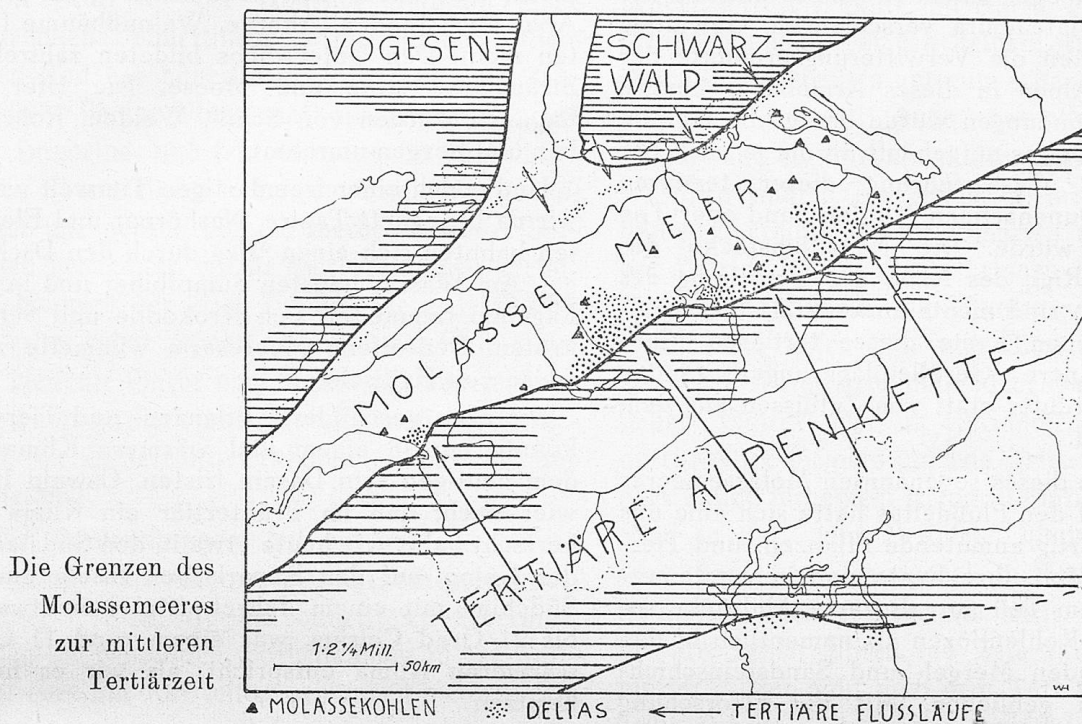 VOGESEN
SCHWARZ
WALD
MOLASSE MEER
TERTIÄRE ALPENKETTE
Die Grenzen des
Molassemeeres
zur mittleren
Tertiärzeit
1:2¼ Mill.
50km
MOLASSEKOHLEN DELTAS TERTIÄRE FLUSSLÄUFE